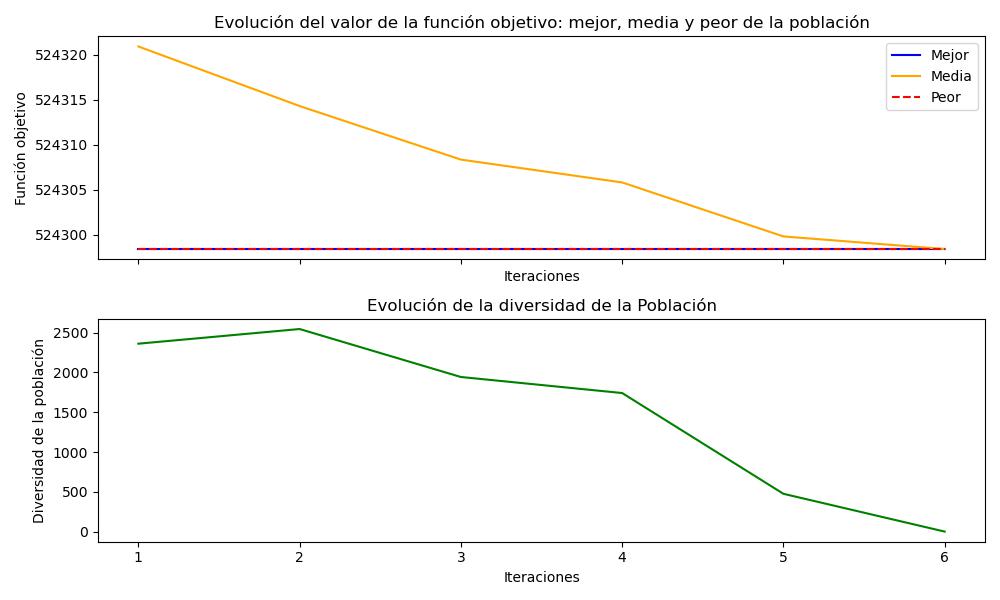 Evolución del valor de la función objetivo: mejor, media y peor de la población
524320
524315
524310
524305
524300
Función objetivo
Mejor
Media
Peor
Iteraciones
Evolución de la diversidad de la Población
2500
2000
1500
1000
500
0
Diversidad de la población
1 2 3 4 5 6
Iteraciones